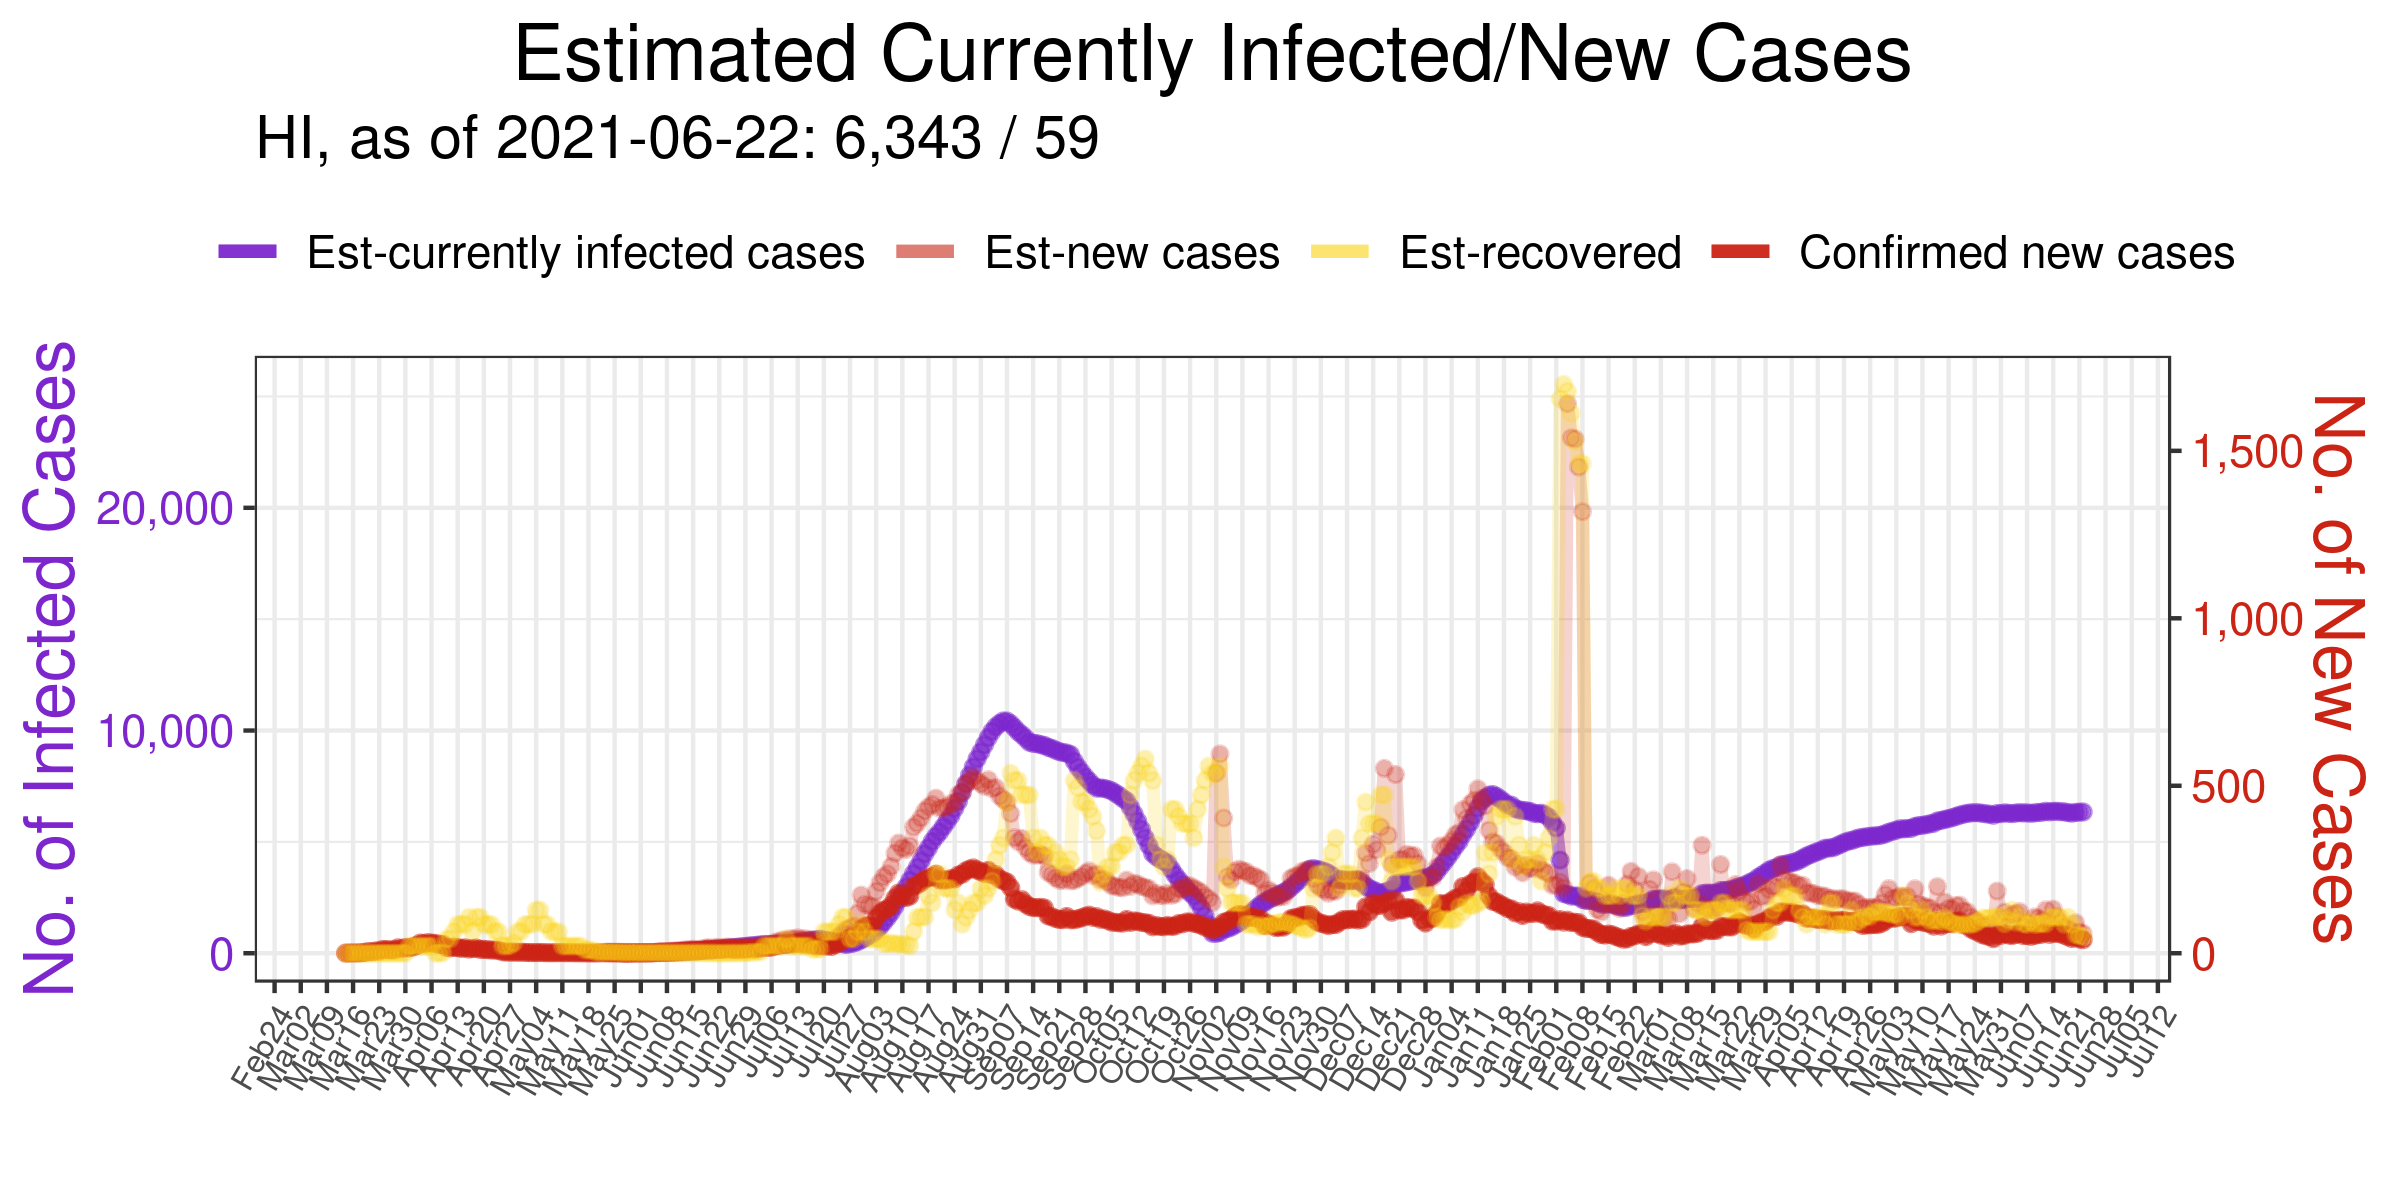 Estimated Currently Infected/New Cases
HI, as of 2021-06-22: 6,343 / 59
Est-currently infected cases
Est-new cases
Est-recovered
Confirmed new cases
No. of Infected Cases
20,000
10,000
0
1,500
1,000
500
0
No. of New Cases
Feb24
Mar02
Mar09
Mar16
Mar23
Mar30
Apr06
Apr13
Apr20
Apr27
May04
May11
May18
May25
Jun01
Jun08
Jun15
Jun22
Jun29
Jul06
Jul13
Jul20
Jul27
Aug03
Aug10
Aug17
Aug24
Aug31
Sep07
Sep14
Sep21
Sep28
Oct05
Oct12
Oct19
Oct26
Nov02
Nov09
Nov16
Nov23
Nov30
Dec07
Dec14
Dec21
Dec28
Jan04
Jan11
Jan18
Jan25
Feb01
Feb08
Feb15
Feb22
Mar01
Mar08
Mar15
Mar22
Mar29
Apr05
Apr12
Apr19
Apr26
May03
May10
May17
May24
May31
Jun07
Jun14
Jun21
Jun28
Jul05
Jul12